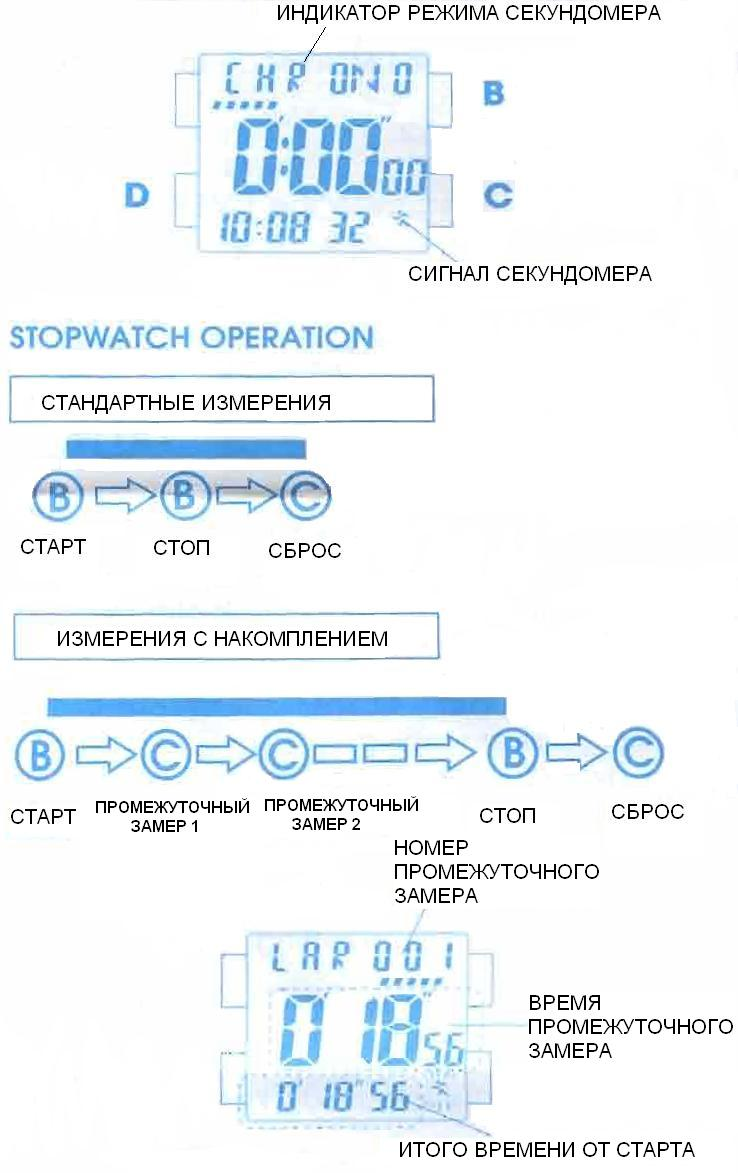 ИНДИКАТОР РЕЖИМА СЕКУНДОМЕРА
CHRONO
B
0:00 00
D
C
10:08 32
СИГНАЛ СЕКУНДОМЕРА
STOPWATCH OPERATION
СТАНДАРТНЫЕ ИЗМЕРЕНИЯ
B B C
СТАРТ СТОП СБРОС
ИЗМЕРЕНИЯ С НАКОМПЛЕНИЕМ
B C C B C
СТАРТ ПРОМЕЖУТОЧНЫЙ ЗАМЕР 1 ПРОМЕЖУТОЧНЫЙ ЗАМЕР 2 СТОП СБРОС
НОМЕР
ПРОМЕЖУТОЧНОГО
ЗАМЕРА
LAP 001
0' 18" 56
ВРЕМЯ
ПРОМЕЖУТОЧНОГО
ЗАМЕРА
0' 18" 56
ИТОГО ВРЕМЕНИ ОТ СТАРТА